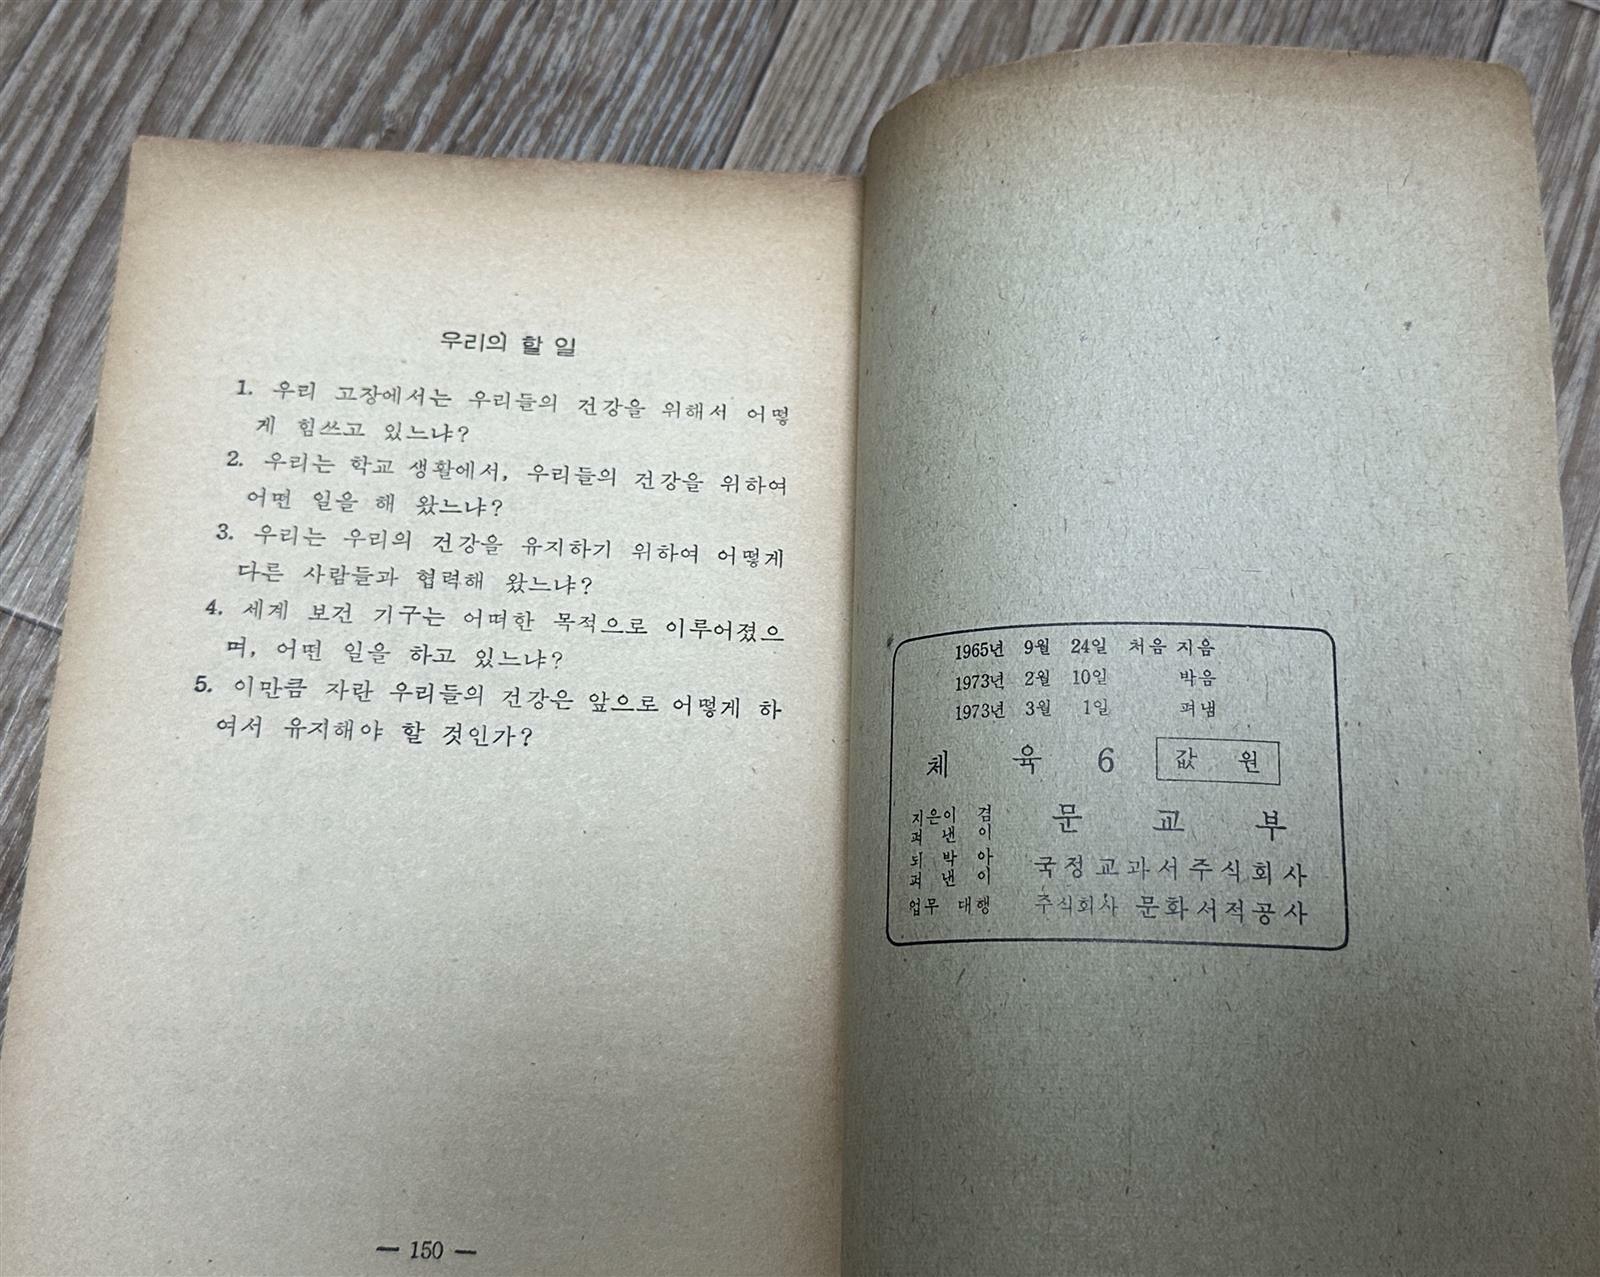 우리의 할 일
1. 우리 고장에서는 우리들의 건강을 위해서 어떻
게 힘쓰고 있느냐?
2. 우리는 학교 생활에서, 우리들의 건강을 위하여
어떤 일을 해 왔느냐?
3. 우리는 우리의 건강을 유지하기 위하여 어떻게
다른 사람들과 협력해 왔느냐?
4. 세계 보건 기구는 어떠한 목적으로 이루어졌으
며, 어떤 일을 하고 있느냐?
5. 이만큼 자란 우리들의 건강은 앞으로 어떻게 하
여서 유지해야 할 것인가?
— 150 —
1965년 9월 24일 처음 지음
1973년 2월 10일 박음
1973년 3월 1일 펴냄
체 육 6 값 원
지은이 겸
펴 낸 이 문 교 부
되 박 아
펴 낸 이 국정교과서주식회사
업무 대행 주식회사 문화서적공사